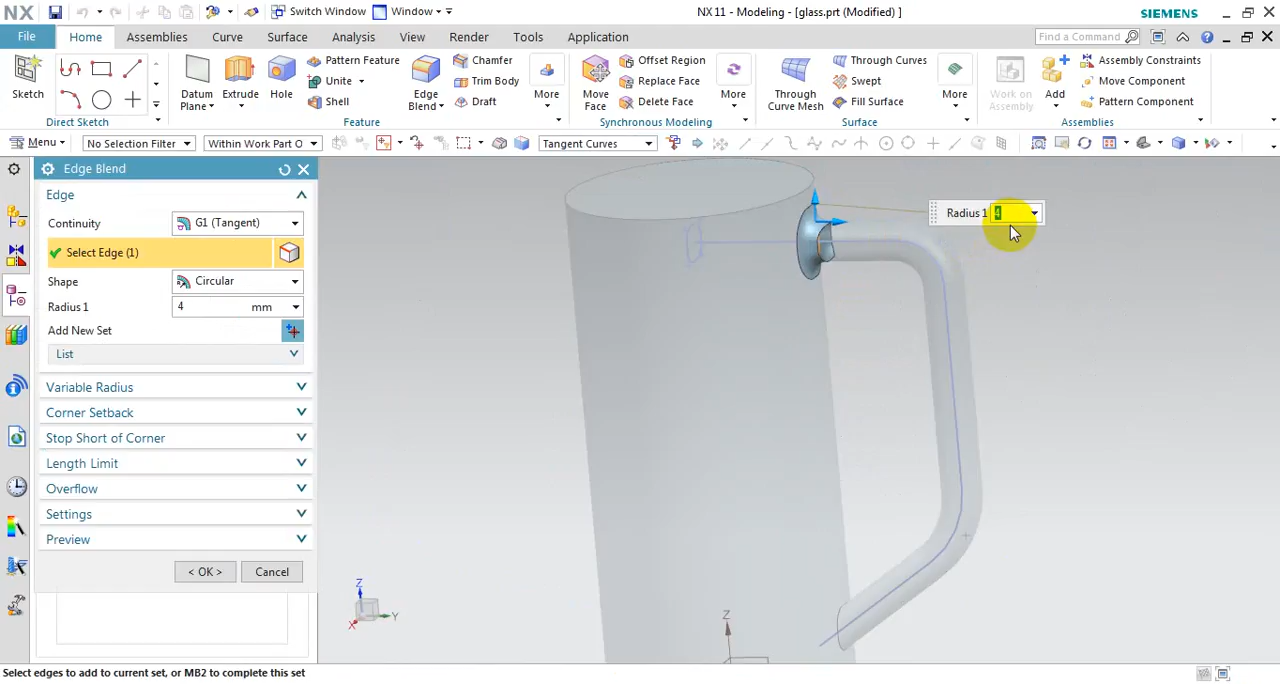 NX
Switch Window
Window
NX 11 - Modeling - [glass.prt (Modified) ]
SIEMENS
File
Home
Assemblies
Curve
Surface
Analysis
View
Render
Tools
Application
Find a Command
Sketch
Direct Sketch
Datum Plane
Extrude
Hole
Pattern Feature
Unite
Shell
Edge Blend
Chamfer
Trim Body
Draft
More
Feature
Move Face
Offset Region
Replace Face
Delete Face
More
Synchronous Modeling
Through Curve Mesh
Through Curves
Swept
Fill Surface
More
Surface
Work on Assembly
Add
Assembly Constraints
Move Component
Pattern Component
Assemblies
Menu
No Selection Filter
Within Work Part O
Tangent Curves
Edge Blend
Edge
Continuity
G1 (Tangent)
Select Edge (1)
Shape
Circular
Radius 1
4
mm
Add New Set
List
Variable Radius
Corner Setback
Stop Short of Corner
Length Limit
Overflow
Settings
Preview
< OK >
Cancel
Radius 1
4
Z
Y
X
Z
Select edges to add to current set, or MB2 to complete this set